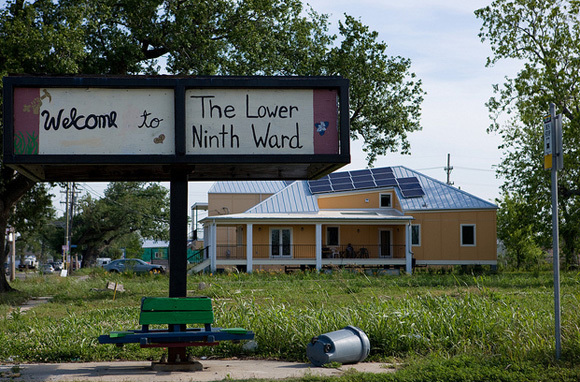 Welcome to
The Lower
Ninth Ward